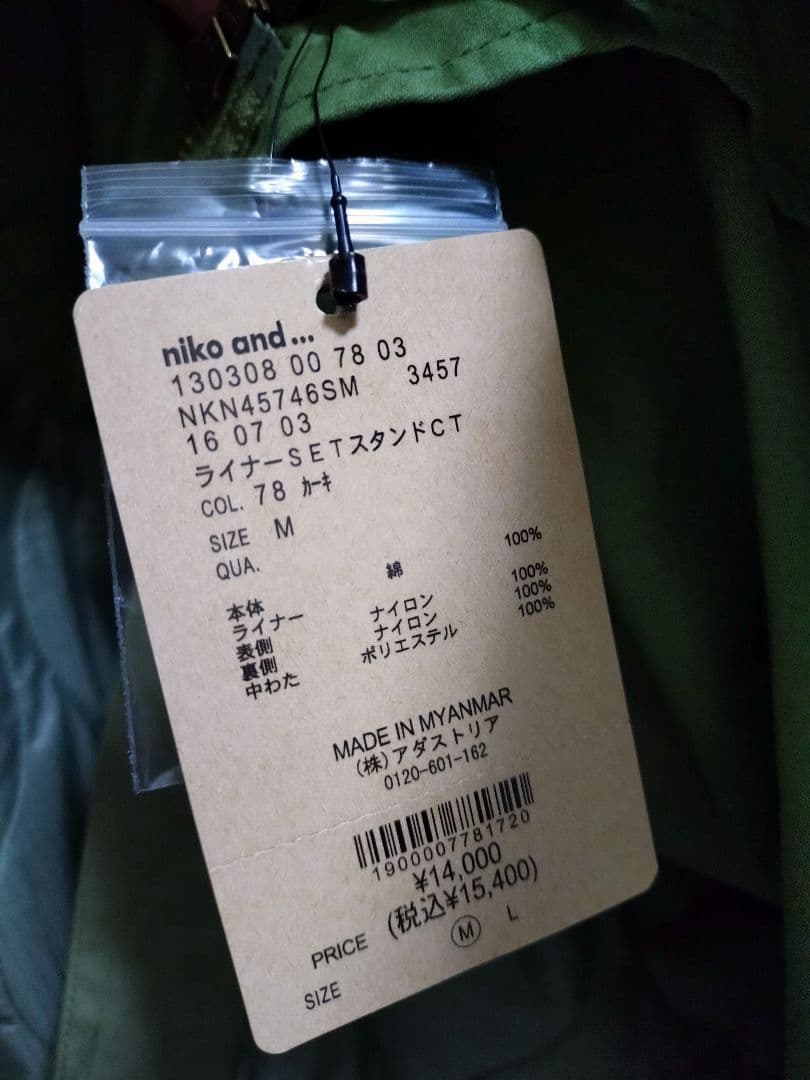 niko and...
130308 00 78 03
NKN45746SM 3457
16 07 03
ライナーSETスタンドCT
COL. 78 カーキ
SIZE M
QUA.
本体 綿 100%
ライナー
表側 ナイロン 100%
裏側 ナイロン 100%
中わた ポリエステル 100%
MADE IN MYANMAR
(株)アダストリア
0120-601-162
1900007781720
¥14,000
PRICE (税込¥15,400)
SIZE M L